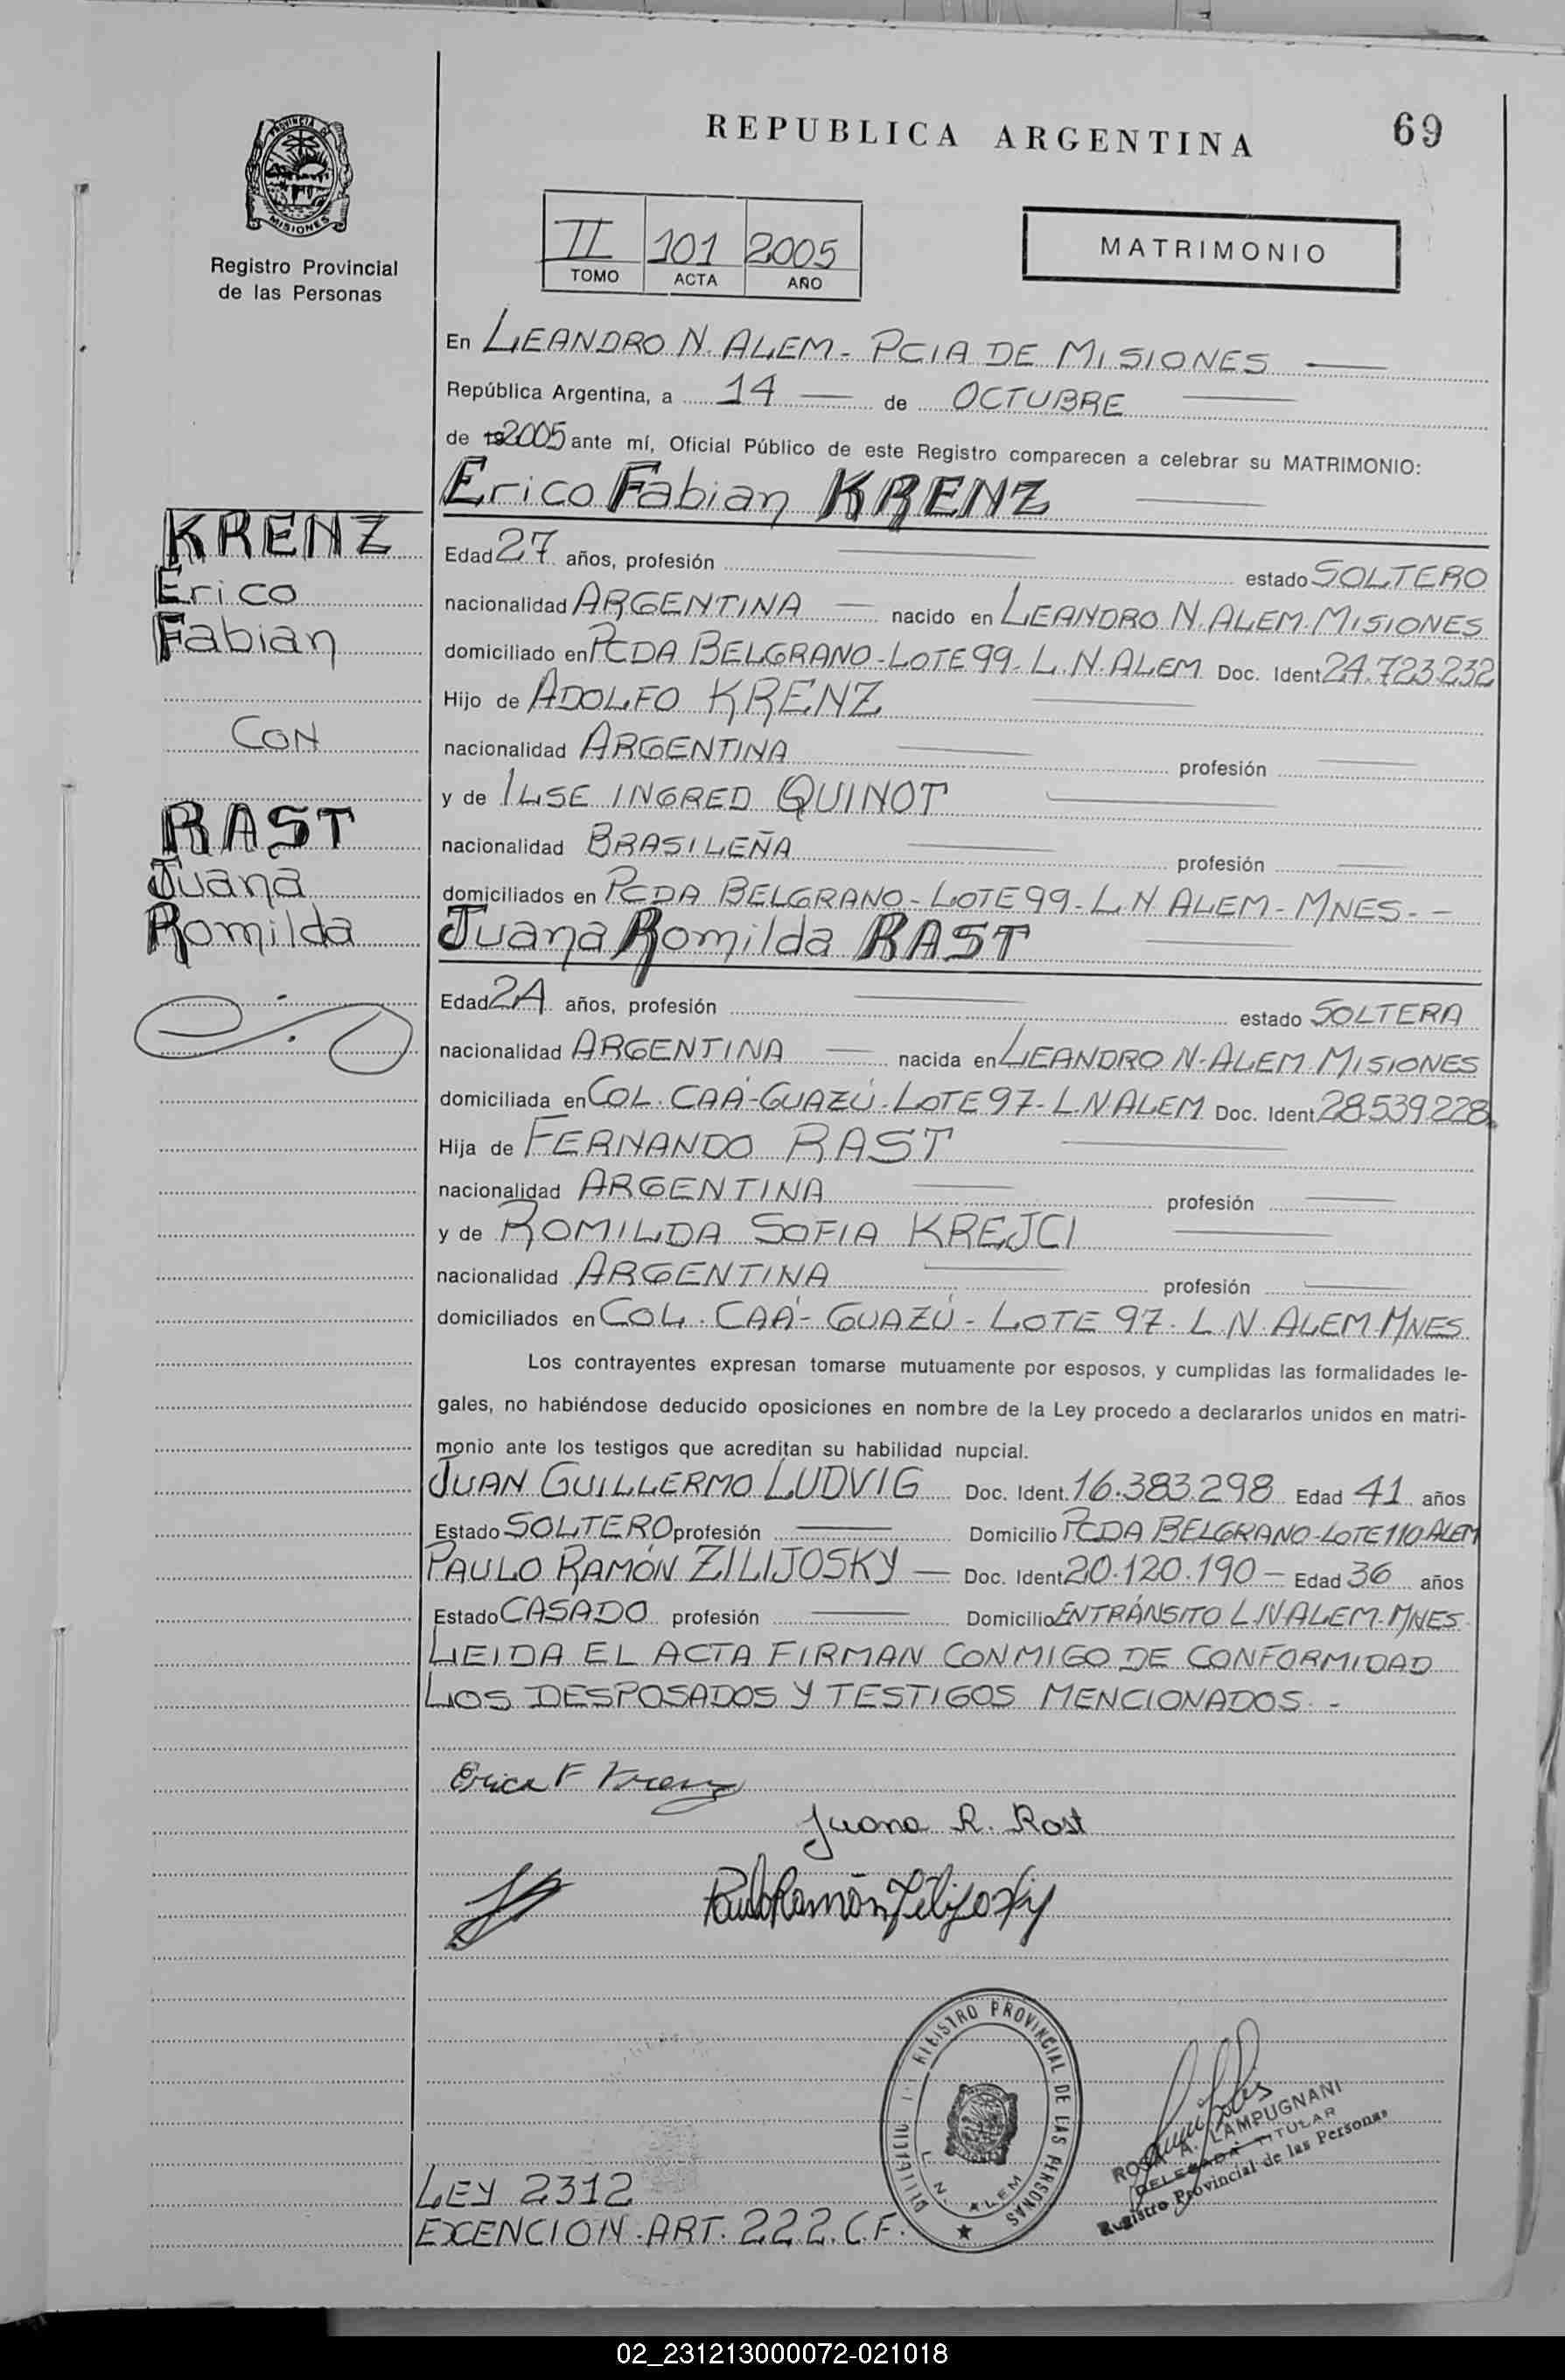 REPUBLICA ARGENTINA
69
PROVINCIA DE
MISIONES
Registro Provincial
de las Personas
II 101 2005
TOMO ACTA AÑO
MATRIMONIO
En LEANDRO N. ALEM - PCIA DE MISIONES
República Argentina, a 14 de OCTUBRE
de 192005 ante mí, Oficial Público de este Registro comparecen a celebrar su MATRIMONIO:
Erico Fabian KRENZ
KRENZ
Erico
Fabian
CON
RAST
Juana
Romilda
Edad 27 años, profesión estado SOLTERO
nacionalidad ARGENTINA nacido en LEANDRO N. ALEM. MISIONES
domiciliado en PCDA BELGRANO - LOTE 99 - L. N. ALEM Doc. Ident 24.723.232
Hijo de ADOLFO KRENZ
nacionalidad ARGENTINA profesión
y de ILSE INGRED QUINOT
nacionalidad BRASILEÑA profesión
domiciliados en PCDA BELGRANO - LOTE 99 - L N ALEM - MNES. -
Juana Romilda RAST
Edad 24 años, profesión estado SOLTERA
nacionalidad ARGENTINA nacida en LEANDRO N. ALEM. MISIONES
domiciliada en COL. CAÁ-GUAZÚ - LOTE 97 - L.N ALEM Doc. Ident 28.539.228
Hija de FERNANDO RAST
nacionalidad ARGENTINA profesión
y de ROMILDA SOFIA KREJCI
nacionalidad ARGENTINA profesión
domiciliados en COL. CAÁ - GUAZÚ - LOTE 97 - L N. ALEM. MNES
Los contrayentes expresan tomarse mutuamente por esposos, y cumplidas las formalidades le-
gales, no habiéndose deducido oposiciones en nombre de la Ley procedo a declararlos unidos en matri-
monio ante los testigos que acreditan su habilidad nupcial.
JUAN GUILLERMO LUDVIG Doc. Ident. 16.383.298 Edad 41 años
Estado SOLTERO profesión Domicilio PCDA BELGRANO-LOTE 110 ALEM
PAULO RAMÓN ZILIJOSKY - Doc. Ident 20.120.190 - Edad 36 años
Estado CASADO profesión Domicilio ENTRÁNSITO L N ALEM - MNES.
LEIDA EL ACTA FIRMAN CONMIGO DE CONFORMIDAD
LOS DESPOSADOS Y TESTIGOS MENCIONADOS. -
Erico F Krenz
Juana R. Rast
Paulo Ramón Zilijosky
REGISTRO PROVINCIAL DE LAS PERSONAS
L. N. ALEM
ROSA A. LAMPUGNANI
DELEGADA TITULAR
Registro Provincial de las Personas
LEY 2312
EXENCION. ART. 222. C.F.
02_231213000072-021018